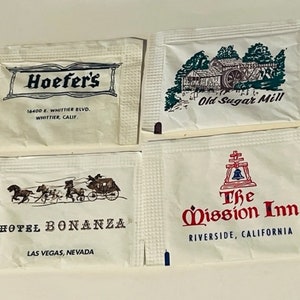 Hoefer's
16400 E. WHITTIER BLVD.
WHITTIER, CALIF.
Old Sugar Mill
HOTEL BONANZA
LAS VEGAS, NEVADA
The
Mission Inn
RIVERSIDE, CALIFORNIA